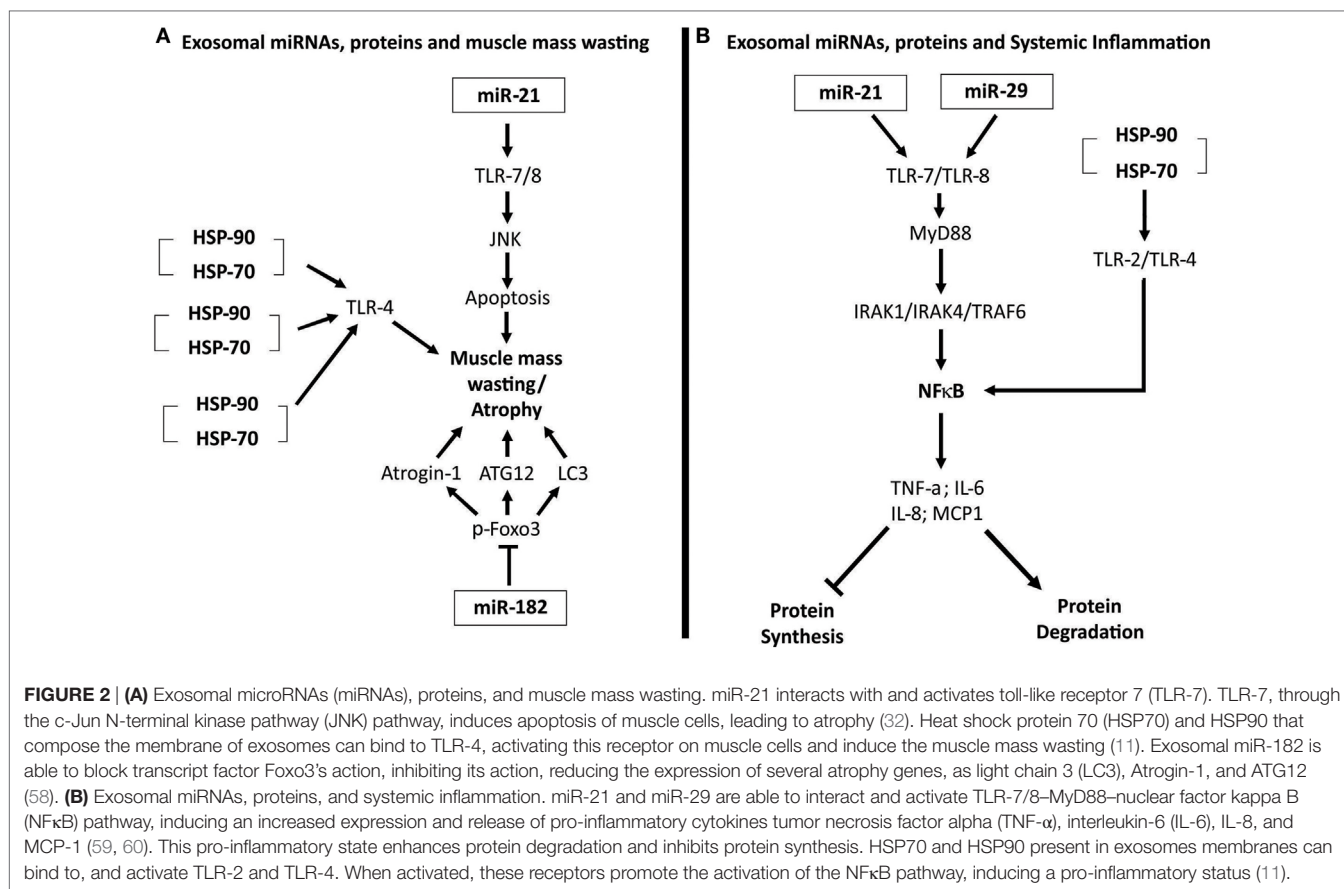 A Exosomal miRNAs, proteins and muscle mass wasting
miR-21
TLR-7/8
JNK
Apoptosis
HSP-90
HSP-70
HSP-90
HSP-70
HSP-90
HSP-70
TLR-4
Muscle mass
wasting/
Atrophy
Atrogin-1 ATG12 LC3
p-Foxo3
miR-182
B Exosomal miRNAs, proteins and Systemic Inflammation
miR-21 miR-29
HSP-90
HSP-70
TLR-7/TLR-8
MyD88
TLR-2/TLR-4
IRAK1/IRAK4/TRAF6
NFκB
TNF-a; IL-6
IL-8; MCP1
Protein
Synthesis
Protein
Degradation
FIGURE 2 | (A) Exosomal microRNAs (miRNAs), proteins, and muscle mass wasting. miR-21 interacts with and activates toll-like receptor 7 (TLR-7). TLR-7, through
the c-Jun N-terminal kinase pathway (JNK) pathway, induces apoptosis of muscle cells, leading to atrophy (32). Heat shock protein 70 (HSP70) and HSP90 that
compose the membrane of exosomes can bind to TLR-4, activating this receptor on muscle cells and induce the muscle mass wasting (11). Exosomal miR-182 is
able to block transcript factor Foxo3's action, inhibiting its action, reducing the expression of several atrophy genes, as light chain 3 (LC3), Atrogin-1, and ATG12
(58). (B) Exosomal miRNAs, proteins, and systemic inflammation. miR-21 and miR-29 are able to interact and activate TLR-7/8–MyD88–nuclear factor kappa B
(NFκB) pathway, inducing an increased expression and release of pro-inflammatory cytokines tumor necrosis factor alpha (TNF-α), interleukin-6 (IL-6), IL-8, and
MCP-1 (59, 60). This pro-inflammatory state enhances protein degradation and inhibits protein synthesis. HSP70 and HSP90 present in exosomes membranes can
bind to, and activate TLR-2 and TLR-4. When activated, these receptors promote the activation of the NFκB pathway, inducing a pro-inflammatory status (11).